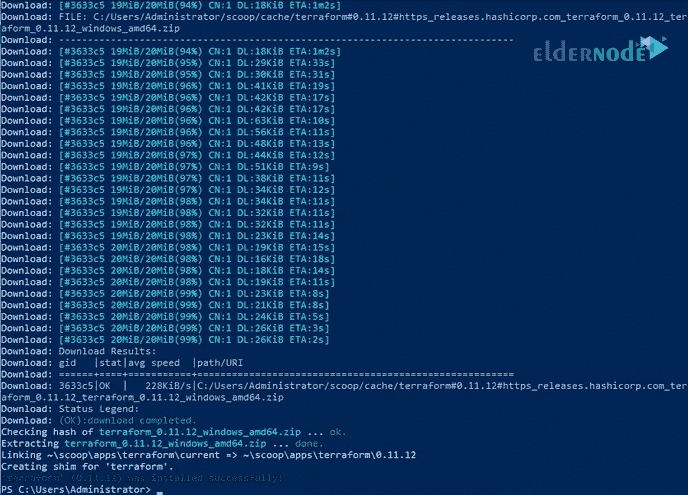 Download: [#3633c5 19MiB/20MiB(94%) CN:1 DL:18KiB ETA:1m2s]
Download: FILE: C:/Users/Administrator/scoop/cache/terraform#0.11.12#https_releases.hashicorp.com_terraform_0.11.12_terr
aform_0.11.12_windows_amd64.zip
Download: -------------------------------------------------------------------------------
Download: [#3633c5 19MiB/20MiB(94%) CN:1 DL:18KiB ETA:1m2s]
Download: [#3633c5 19MiB/20MiB(95%) CN:1 DL:29KiB ETA:33s]
Download: [#3633c5 19MiB/20MiB(95%) CN:1 DL:30KiB ETA:31s]
Download: [#3633c5 19MiB/20MiB(96%) CN:1 DL:41KiB ETA:19s]
Download: [#3633c5 19MiB/20MiB(96%) CN:1 DL:42KiB ETA:17s]
Download: [#3633c5 19MiB/20MiB(96%) CN:1 DL:42KiB ETA:17s]
Download: [#3633c5 19MiB/20MiB(96%) CN:1 DL:63KiB ETA:10s]
Download: [#3633c5 19MiB/20MiB(96%) CN:1 DL:56KiB ETA:11s]
Download: [#3633c5 19MiB/20MiB(96%) CN:1 DL:48KiB ETA:13s]
Download: [#3633c5 19MiB/20MiB(97%) CN:1 DL:44KiB ETA:12s]
Download: [#3633c5 19MiB/20MiB(97%) CN:1 DL:51KiB ETA:9s]
Download: [#3633c5 19MiB/20MiB(97%) CN:1 DL:38KiB ETA:11s]
Download: [#3633c5 19MiB/20MiB(97%) CN:1 DL:34KiB ETA:12s]
Download: [#3633c5 19MiB/20MiB(98%) CN:1 DL:34KiB ETA:11s]
Download: [#3633c5 19MiB/20MiB(98%) CN:1 DL:32KiB ETA:11s]
Download: [#3633c5 19MiB/20MiB(98%) CN:1 DL:32KiB ETA:11s]
Download: [#3633c5 19MiB/20MiB(98%) CN:1 DL:23KiB ETA:14s]
Download: [#3633c5 20MiB/20MiB(98%) CN:1 DL:19KiB ETA:15s]
Download: [#3633c5 20MiB/20MiB(98%) CN:1 DL:16KiB ETA:18s]
Download: [#3633c5 20MiB/20MiB(98%) CN:1 DL:18KiB ETA:14s]
Download: [#3633c5 20MiB/20MiB(98%) CN:1 DL:19KiB ETA:11s]
Download: [#3633c5 20MiB/20MiB(99%) CN:1 DL:23KiB ETA:8s]
Download: [#3633c5 20MiB/20MiB(99%) CN:1 DL:21KiB ETA:8s]
Download: [#3633c5 20MiB/20MiB(99%) CN:1 DL:24KiB ETA:5s]
Download: [#3633c5 20MiB/20MiB(99%) CN:1 DL:26KiB ETA:3s]
Download: [#3633c5 20MiB/20MiB(99%) CN:1 DL:26KiB ETA:2s]
Download: Download Results:
Download: gid   |stat|avg speed  |path/URI
Download: ======+====+===========+=======================================================
Download: 3633c5|OK  |   228KiB/s|C:/Users/Administrator/scoop/cache/terraform#0.11.12#https_releases.hashicorp.com_terr
aform_0.11.12_terraform_0.11.12_windows_amd64.zip
Download: Status Legend:
Download: (OK):download completed.
Checking hash of terraform_0.11.12_windows_amd64.zip ... ok.
Extracting terraform_0.11.12_windows_amd64.zip ... done.
Linking ~\scoop\apps\terraform\current => ~\scoop\apps\terraform\0.11.12
Creating shim for 'terraform'.
'terraform' (0.11.12) was installed successfully!
PS C:\Users\Administrator> _
eldernode